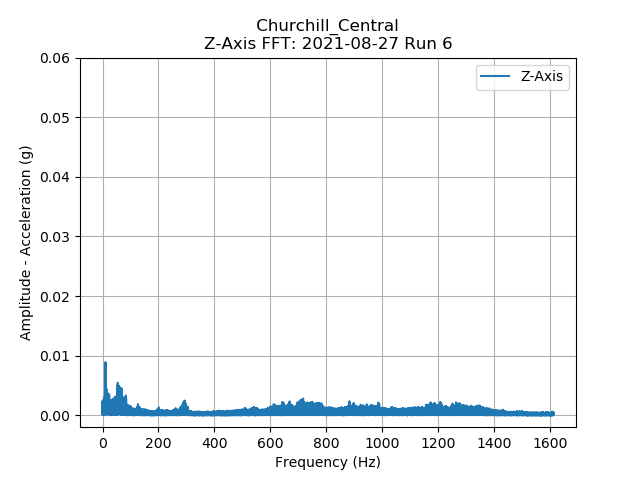 Churchill_Central
Z-Axis FFT: 2021-08-27 Run 6
Z-Axis
0.06
0.05
0.04
0.03
0.02
0.01
0.00
Amplitude - Acceleration (g)
0 200 400 600 800 1000 1200 1400 1600
Frequency (Hz)